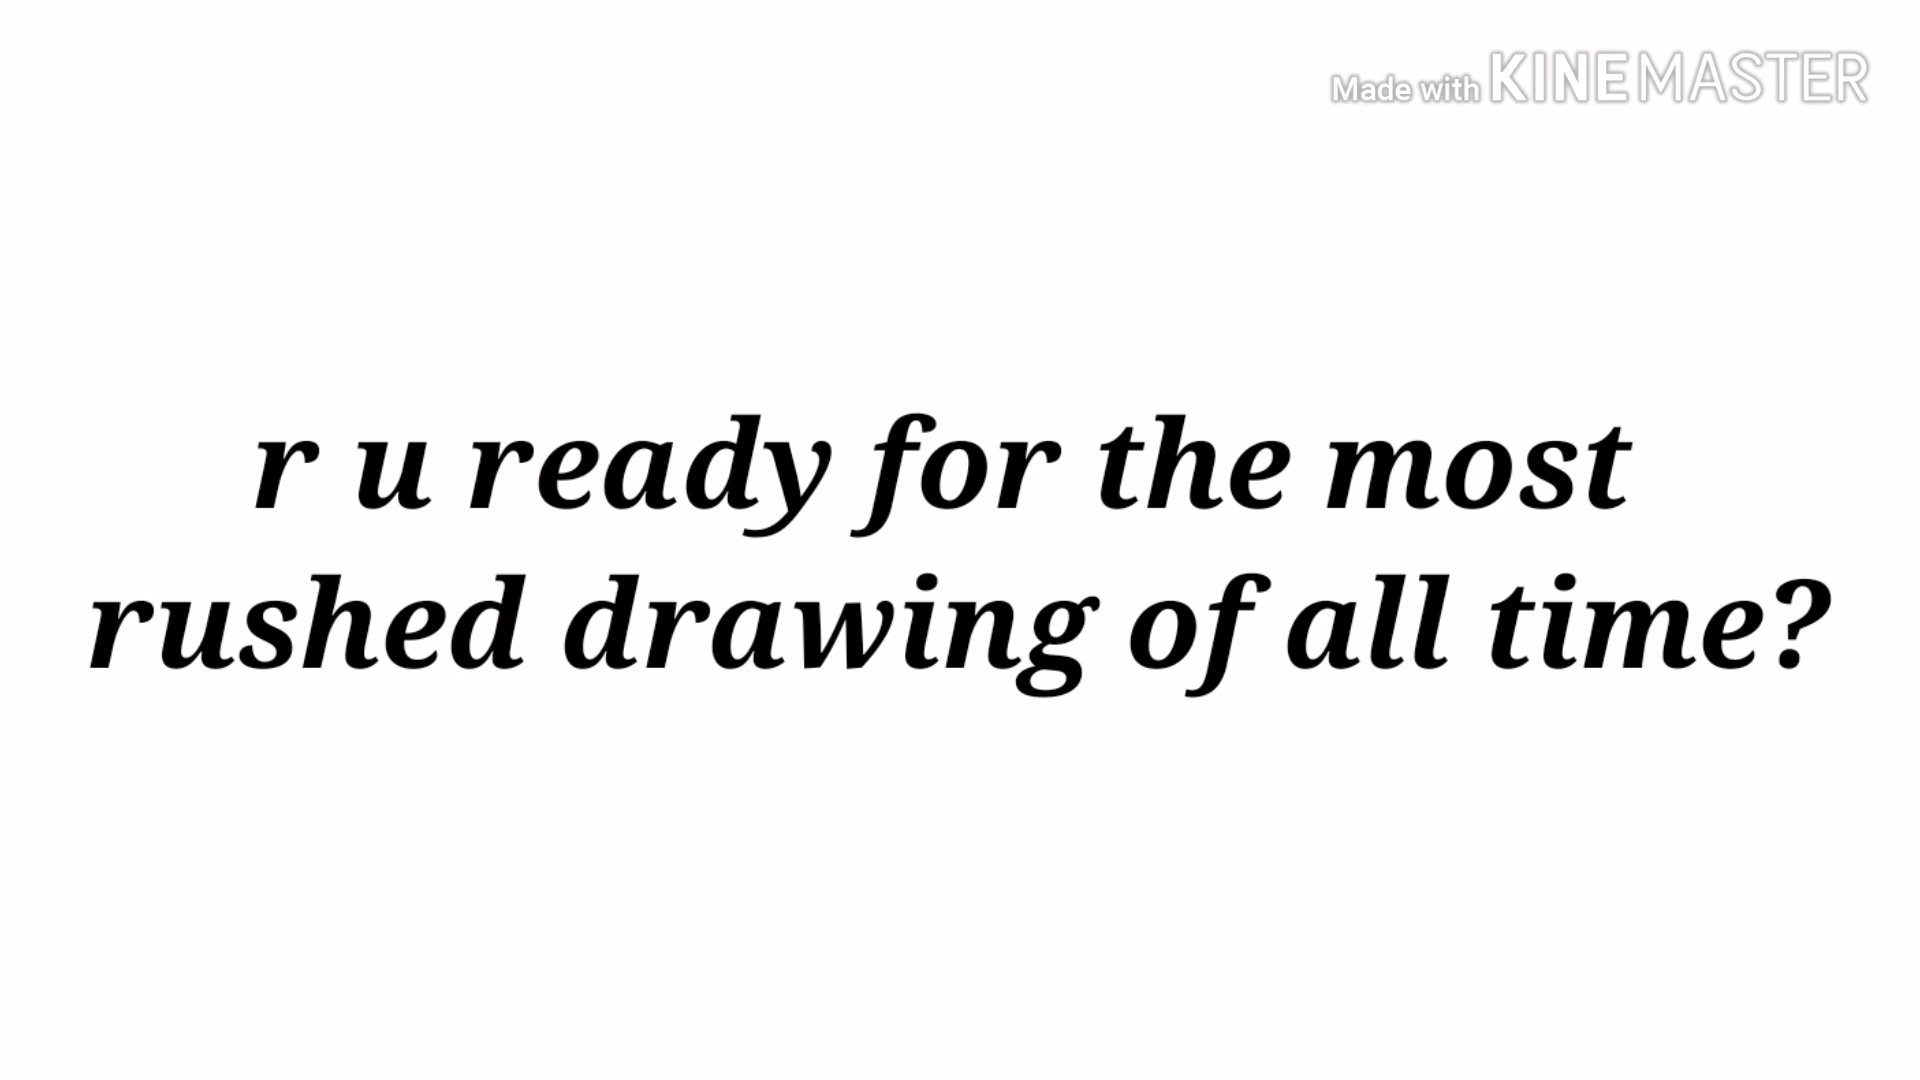 Made with KINEMASTER
r u ready for the most
rushed drawing of all time?